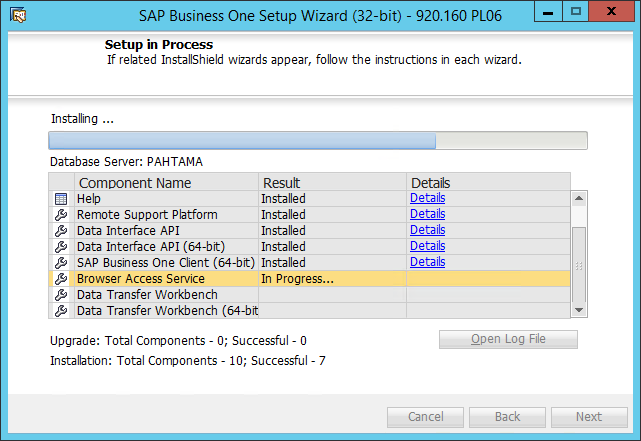 SAP Business One Setup Wizard (32-bit) - 920.160 PL06
Setup in Process
If related InstallShield wizards appear, follow the instructions in each wizard.
Installing ...
Database Server: PAHTAMA
Component Name Result Details
Help Installed Details
Remote Support Platform Installed Details
Data Interface API Installed Details
Data Interface API (64-bit) Installed Details
SAP Business One Client (64-bit) Installed Details
Browser Access Service In Progress...
Data Transfer Workbench
Data Transfer Workbench (64-bit
Upgrade: Total Components - 0; Successful - 0
Open Log File
Installation: Total Components - 10; Successful - 7
Cancel Back Next